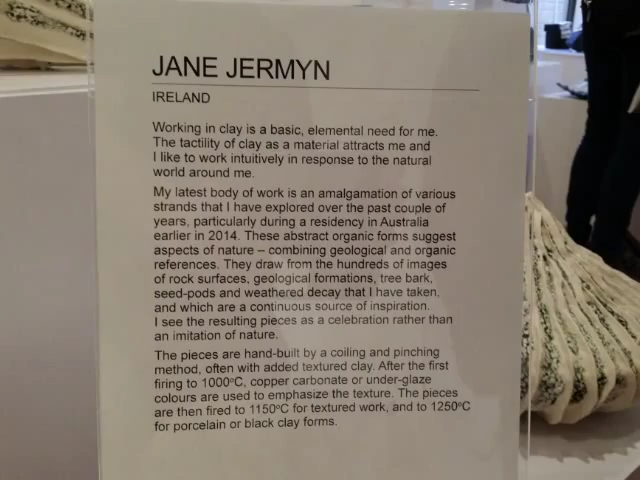 JANE JERMYN
IRELAND
Working in clay is a basic, elemental need for me.
The tactility of clay as a material attracts me and
I like to work intuitively in response to the natural
world around me.
My latest body of work is an amalgamation of various
strands that I have explored over the past couple of
years, particularly during a residency in Australia
earlier in 2014. These abstract organic forms suggest
aspects of nature – combining geological and organic
references. They draw from the hundreds of images
of rock surfaces, geological formations, tree bark,
seed-pods and weathered decay that I have taken,
and which are a continuous source of inspiration.
I see the resulting pieces as a celebration rather than
an imitation of nature.
The pieces are hand-built by a coiling and pinching
method, often with added textured clay. After the first
firing to 1000ºC, copper carbonate or under-glaze
colours are used to emphasize the texture. The pieces
are then fired to 1150ºC for textured work, and to 1250ºC
for porcelain or black clay forms.